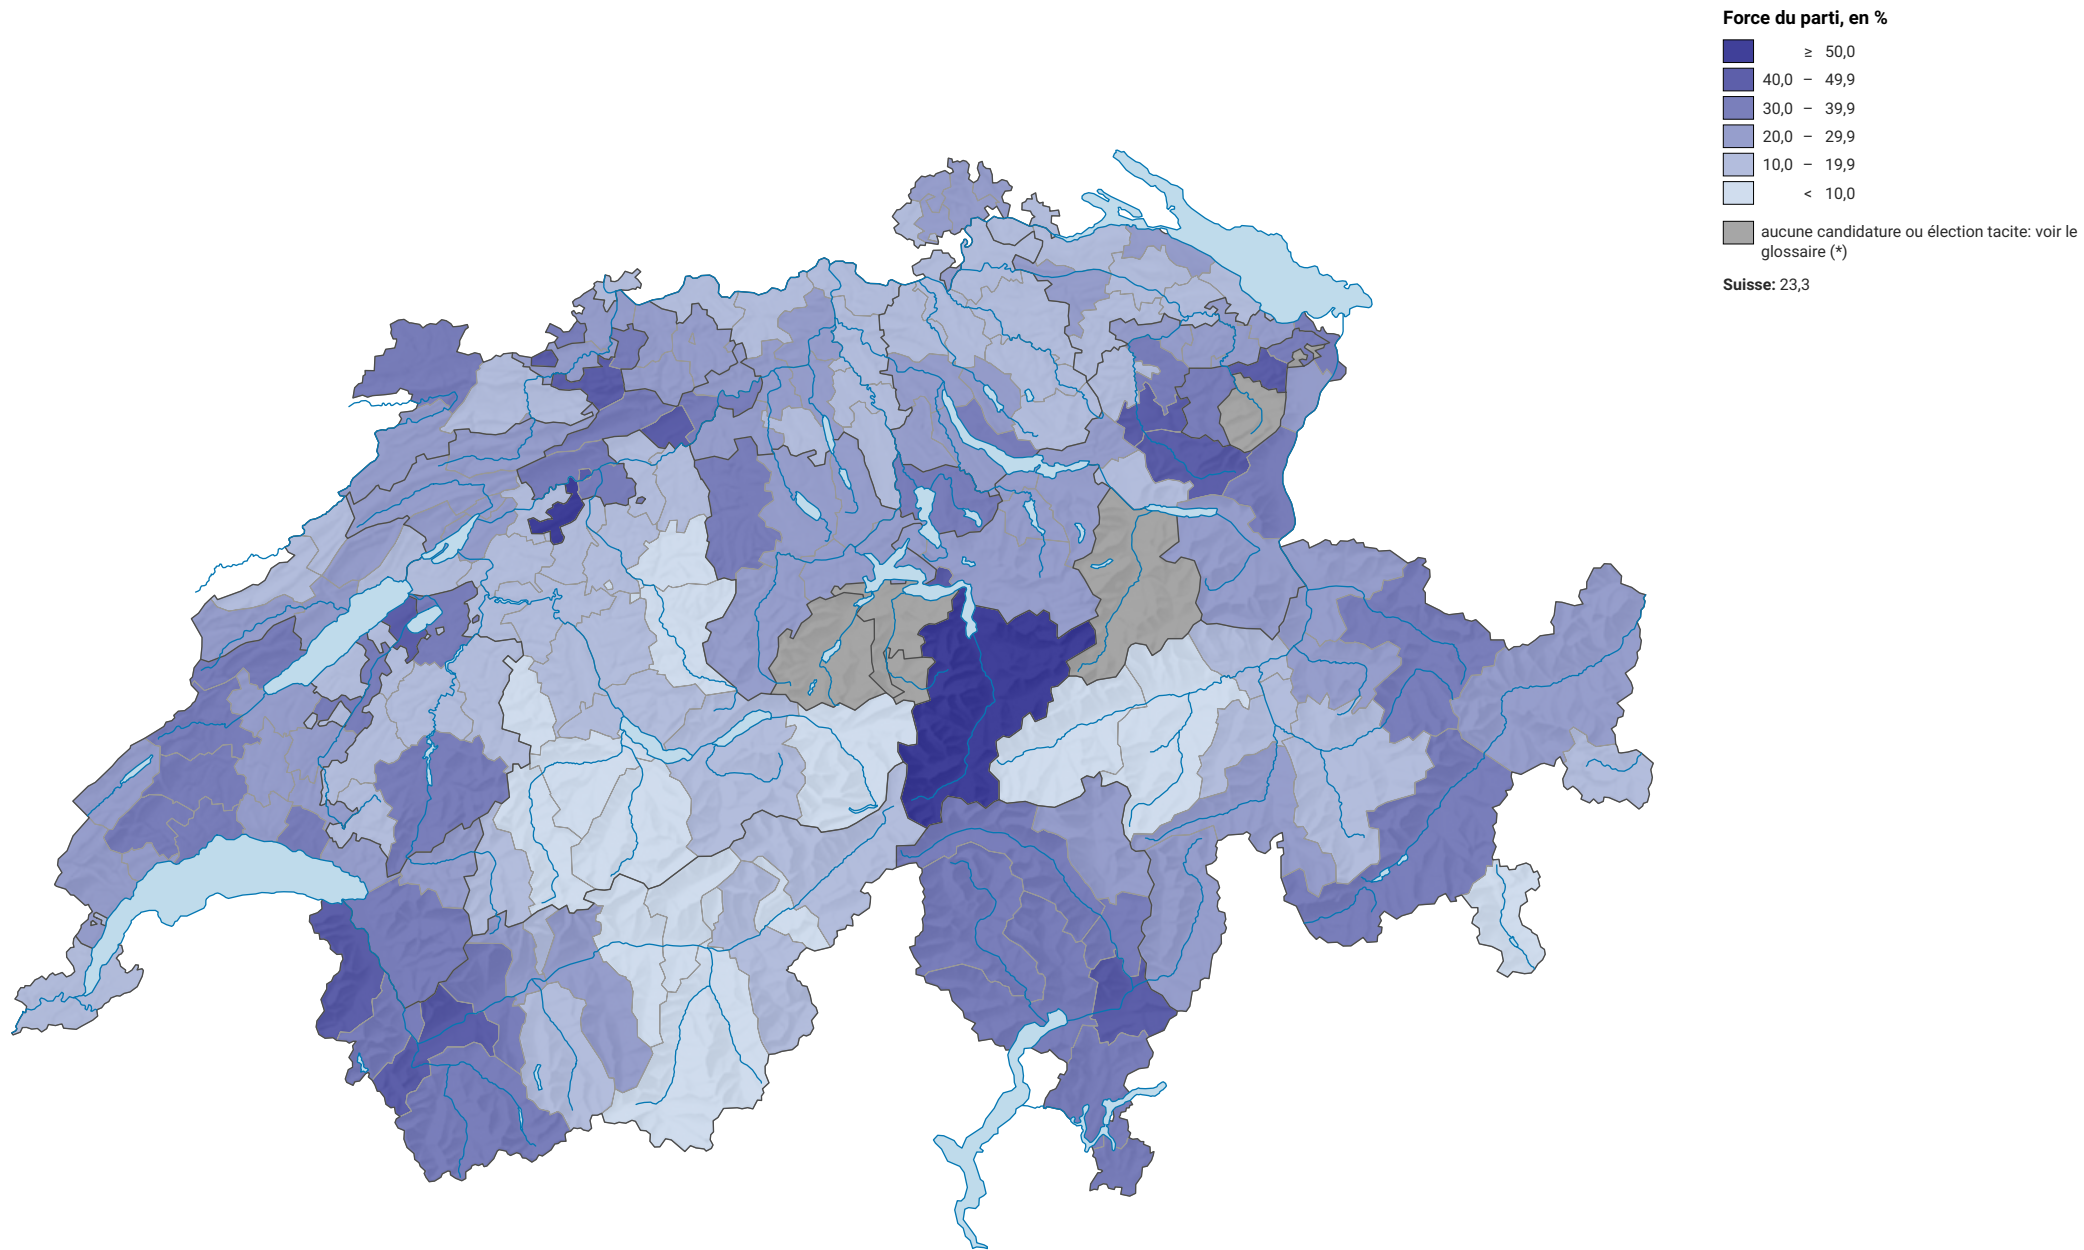 Force du parti, en %
≥ 50,0
40,0 – 49,9
30,0 – 39,9
20,0 – 29,9
10,0 – 19,9
< 10,0
aucune candidature ou élection tacite: voir le
glossaire (*)
Suisse: 23,3